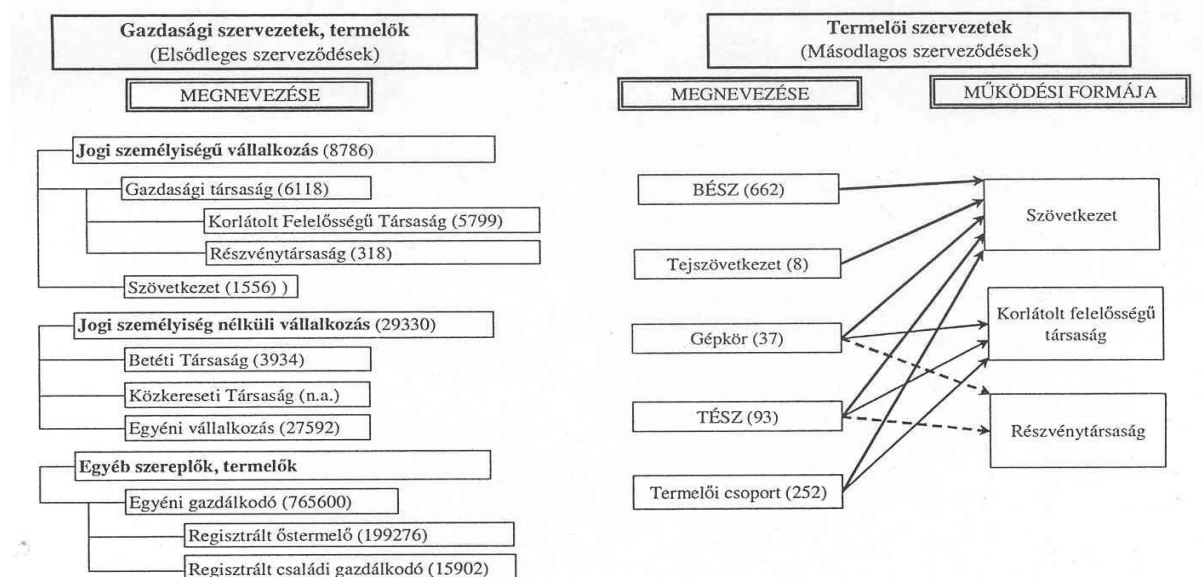 Gazdasági szervezetek, termelők
(Elsődleges szerveződések)
MEGNEVEZÉSE
Jogi személyiségű vállalkozás (8786)
Gazdasági társaság (6118)
Korlátolt Felelősségű Társaság (5799)
Részvénytársaság (318)
Szövetkezet (1556) )
Jogi személyiség nélküli vállalkozás (29330)
Betéti Társaság (3934)
Közkereseti Társaság (n.a.)
Egyéni vállalkozás (27592)
Egyéb szereplők, termelők
Egyéni gazdálkodó (765600)
Regisztrált őstermelő (199276)
Regisztrált családi gazdálkodó (15902)
Termelői szervezetek
(Másodlagos szerveződések)
MEGNEVEZÉSE
MŰKÖDÉSI FORMÁJA
BÉSZ (662)
Tejszövetkezet (8)
Gépkör (37)
TÉSZ (93)
Termelői csoport (252)
Szövetkezet
Korlátolt felelősségű
társaság
Részvénytársaság